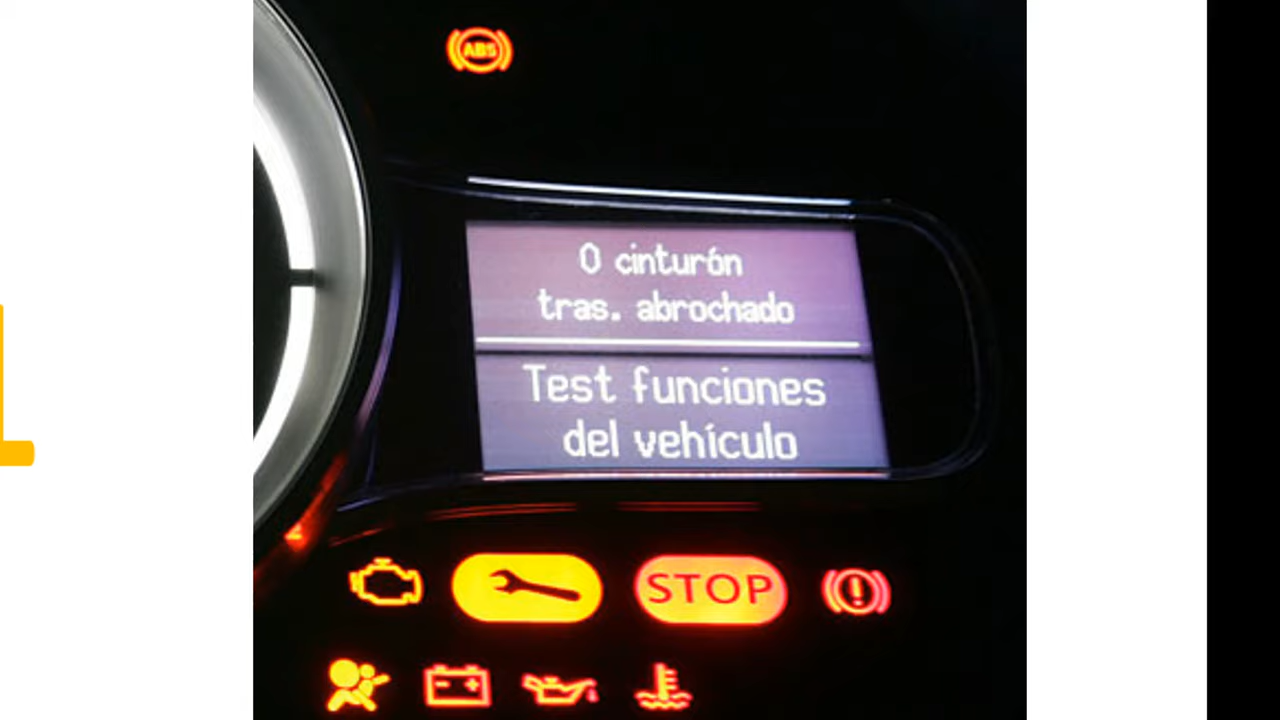 ABS
0 cinturón
tras. abrochado
Test funciones
del vehículo
STOP